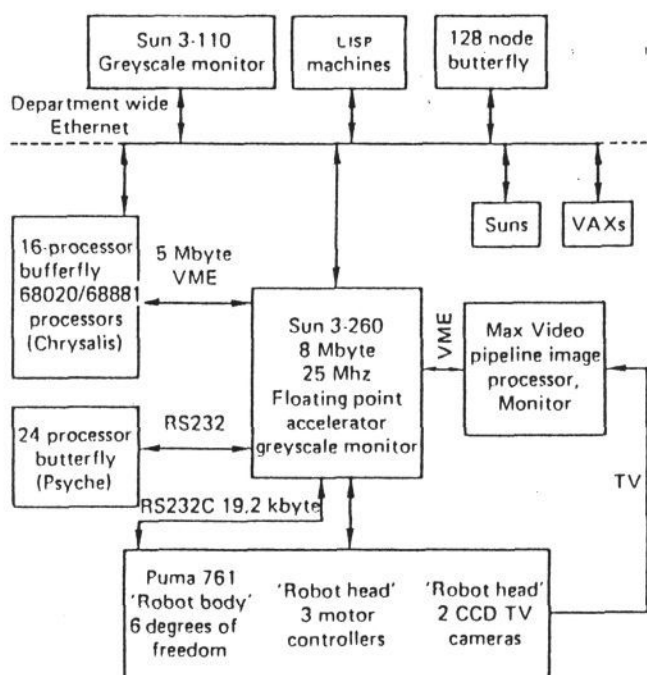 Sun 3-110
Greyscale monitor
LISP
machines
128 node
butterfly
Department wide
Ethernet
16-processor
bufferfly
68020/68881
processors
(Chrysalis)
5 Mbyte
VME
Suns
VAXs
Sun 3-260
8 Mbyte
25 Mhz
Floating point
accelerator
greyscale monitor
VME
Max Video
pipeline image
processor,
Monitor
24 processor
butterfly
(Psyche)
RS232
TV
RS232C 19,2 kbyte
Puma 761
'Robot body'
6 degrees of
freedom
'Robot head'
3 motor
controllers
'Robot head'
2 CCD TV
cameras